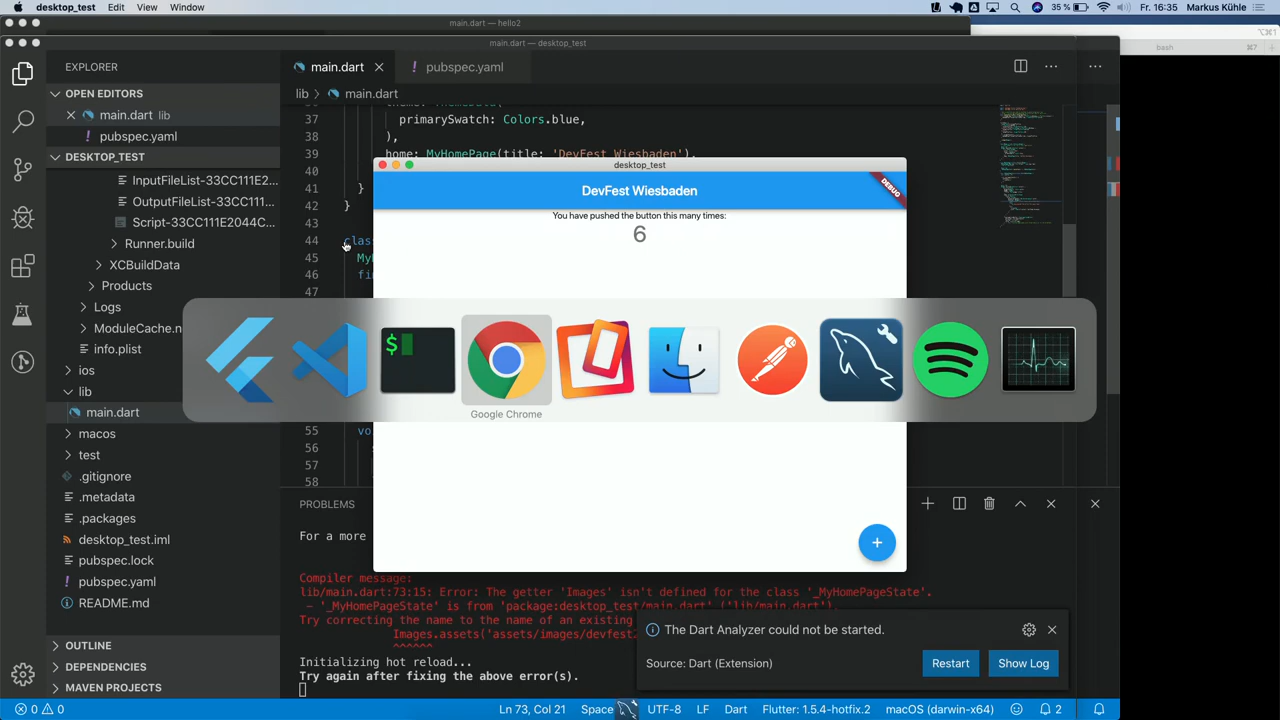 desktop_test Edit View Window 35 % Fr. 16:35 Markus Kühle
main.dart — hello2
main.dart — desktop_test
bash
EXPLORER
main.dart
pubspec.yaml
OPEN EDITORS
lib
main.dart
main.dart lib
pubspec.yaml
DESKTOP_TEST
InputFileList-33CC111E2...
OutputFileList-33CC111...
Script-33CC111E2044C...
Runner.build
XCBuildData
Products
Logs
ModuleCache.n
info.plist
ios
lib
main.dart
macos
test
.gitignore
.metadata
.packages
desktop_test.iml
pubspec.lock
pubspec.yaml
README.md
OUTLINE
DEPENDENCIES
MAVEN PROJECTS
37 primarySwatch: Colors.blue,
38 ),
39 home: MyHomePage(title: 'DevFest Wiesbaden'),
40
41 }
42 }
43
44 clas
45 My
46 fi
47
55 vo
56
57
58
desktop_test
DevFest Wiesbaden
DEBUG
You have pushed the button this many times:
6
+
$
Google Chrome
PROBLEMS
For a more
Compiler message:
lib/main.dart:73:15: Error: The getter 'Images' isn't defined for the class '_MyHomePageState'.
- '_MyHomePageState' is from 'package:desktop_test/main.dart' ('lib/main.dart').
Try correcting the name to the name of an existing
Images.assets('assets/images/devfest2
^^^^^^
Initializing hot reload...
Try again after fixing the above error(s).
The Dart Analyzer could not be started.
Source: Dart (Extension)
Restart
Show Log
0 0 Ln 73, Col 21 Space UTF-8 LF Dart Flutter: 1.5.4-hotfix.2 macOS (darwin-x64) 2